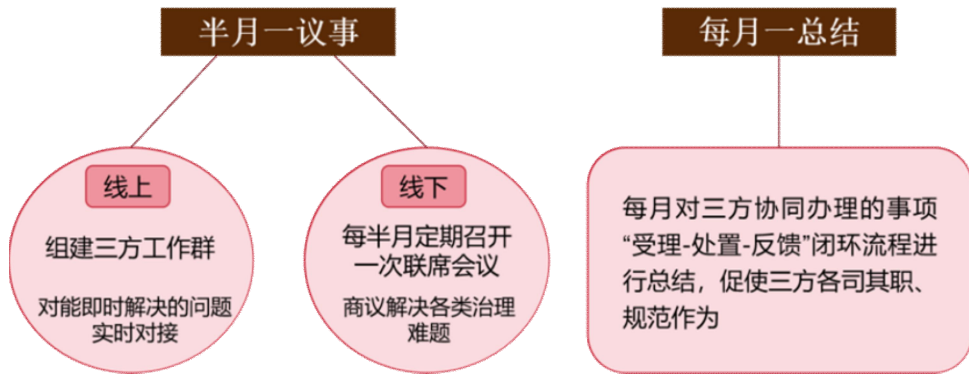 半月一议事
每月一总结
线上
组建三方工作群
对能即时解决的问题
实时对接
线下
每半月定期召开
一次联席会议
商议解决各类治理
难题
每月对三方协同办理的事项
“受理-处置-反馈”闭环流程进
行总结，促使三方各司其职、
规范作为